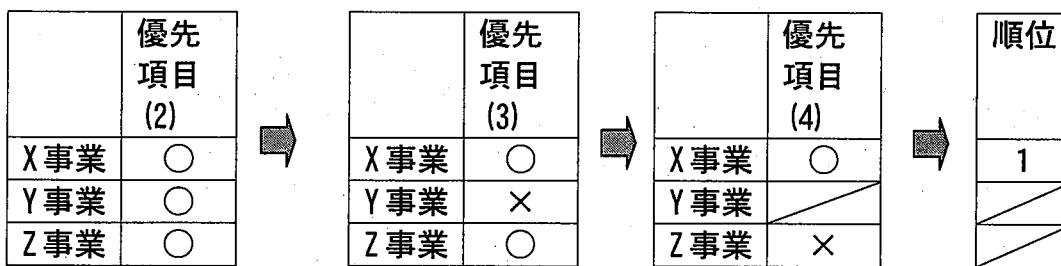 優先
項目
(2)
X事業 ○
Y事業 ○
Z事業 ○
優先
項目
(3)
X事業 ○
Y事業 ×
Z事業 ○
優先
項目
(4)
X事業 ○
Y事業
Z事業 ×
順位
1